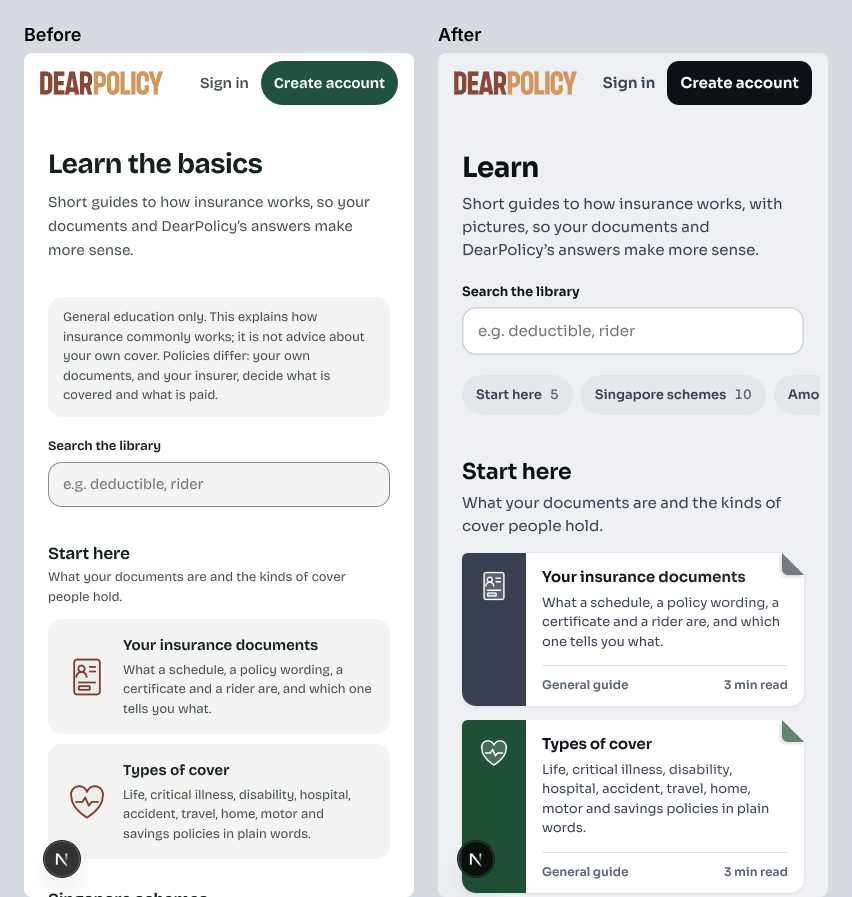 Before
DEARPOLICY
Sign in
Create account
Learn the basics
Short guides to how insurance works, so your
documents and DearPolicy's answers make
more sense.
General education only. This explains how
insurance commonly works; it is not advice about
your own cover. Policies differ: your own
documents, and your insurer, decide what is
covered and what is paid.
Search the library
e.g. deductible, rider
Start here
What your documents are and the kinds of cover
people hold.
Your insurance documents
What a schedule, a policy wording, a
certificate and a rider are, and which one
tells you what.
Types of cover
Life, critical illness, disability, hospital,
accident, travel, home, motor and
savings policies in plain words.
N
Singapore schemes
After
DEARPOLICY
Sign in
Create account
Learn
Short guides to how insurance works, with
pictures, so your documents and
DearPolicy's answers make more sense.
Search the library
e.g. deductible, rider
Start here 5
Singapore schemes 10
Amo
Start here
What your documents are and the kinds of
cover people hold.
Your insurance documents
What a schedule, a policy wording, a
certificate and a rider are, and which
one tells you what.
General guide
3 min read
Types of cover
Life, critical illness, disability,
hospital, accident, travel, home,
motor and savings policies in plain
words.
General guide
3 min read
N